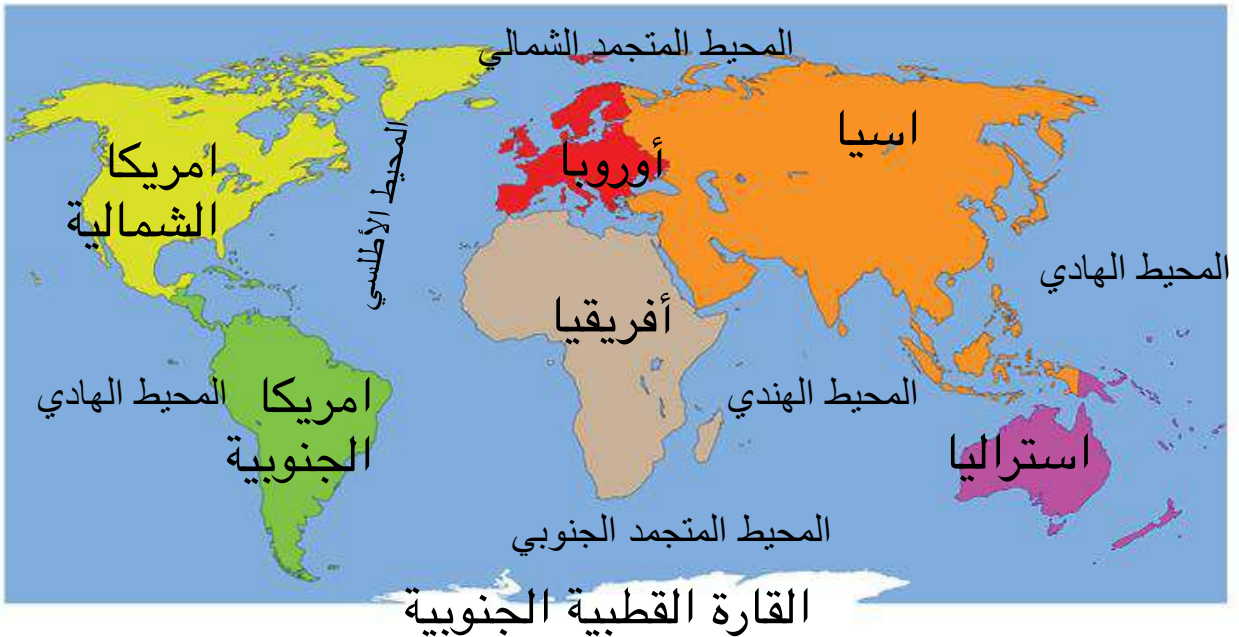 المحيط المتجمد الشمالي
اسيا
أوروبا
امريكا
الشمالية
المحيط الأطلسي
المحيط الهادي
أفريقيا
المحيط الهندي
امريكا
الجنوبية
المحيط الهادي
استراليا
المحيط المتجمد الجنوبي
القارة القطبية الجنوبية